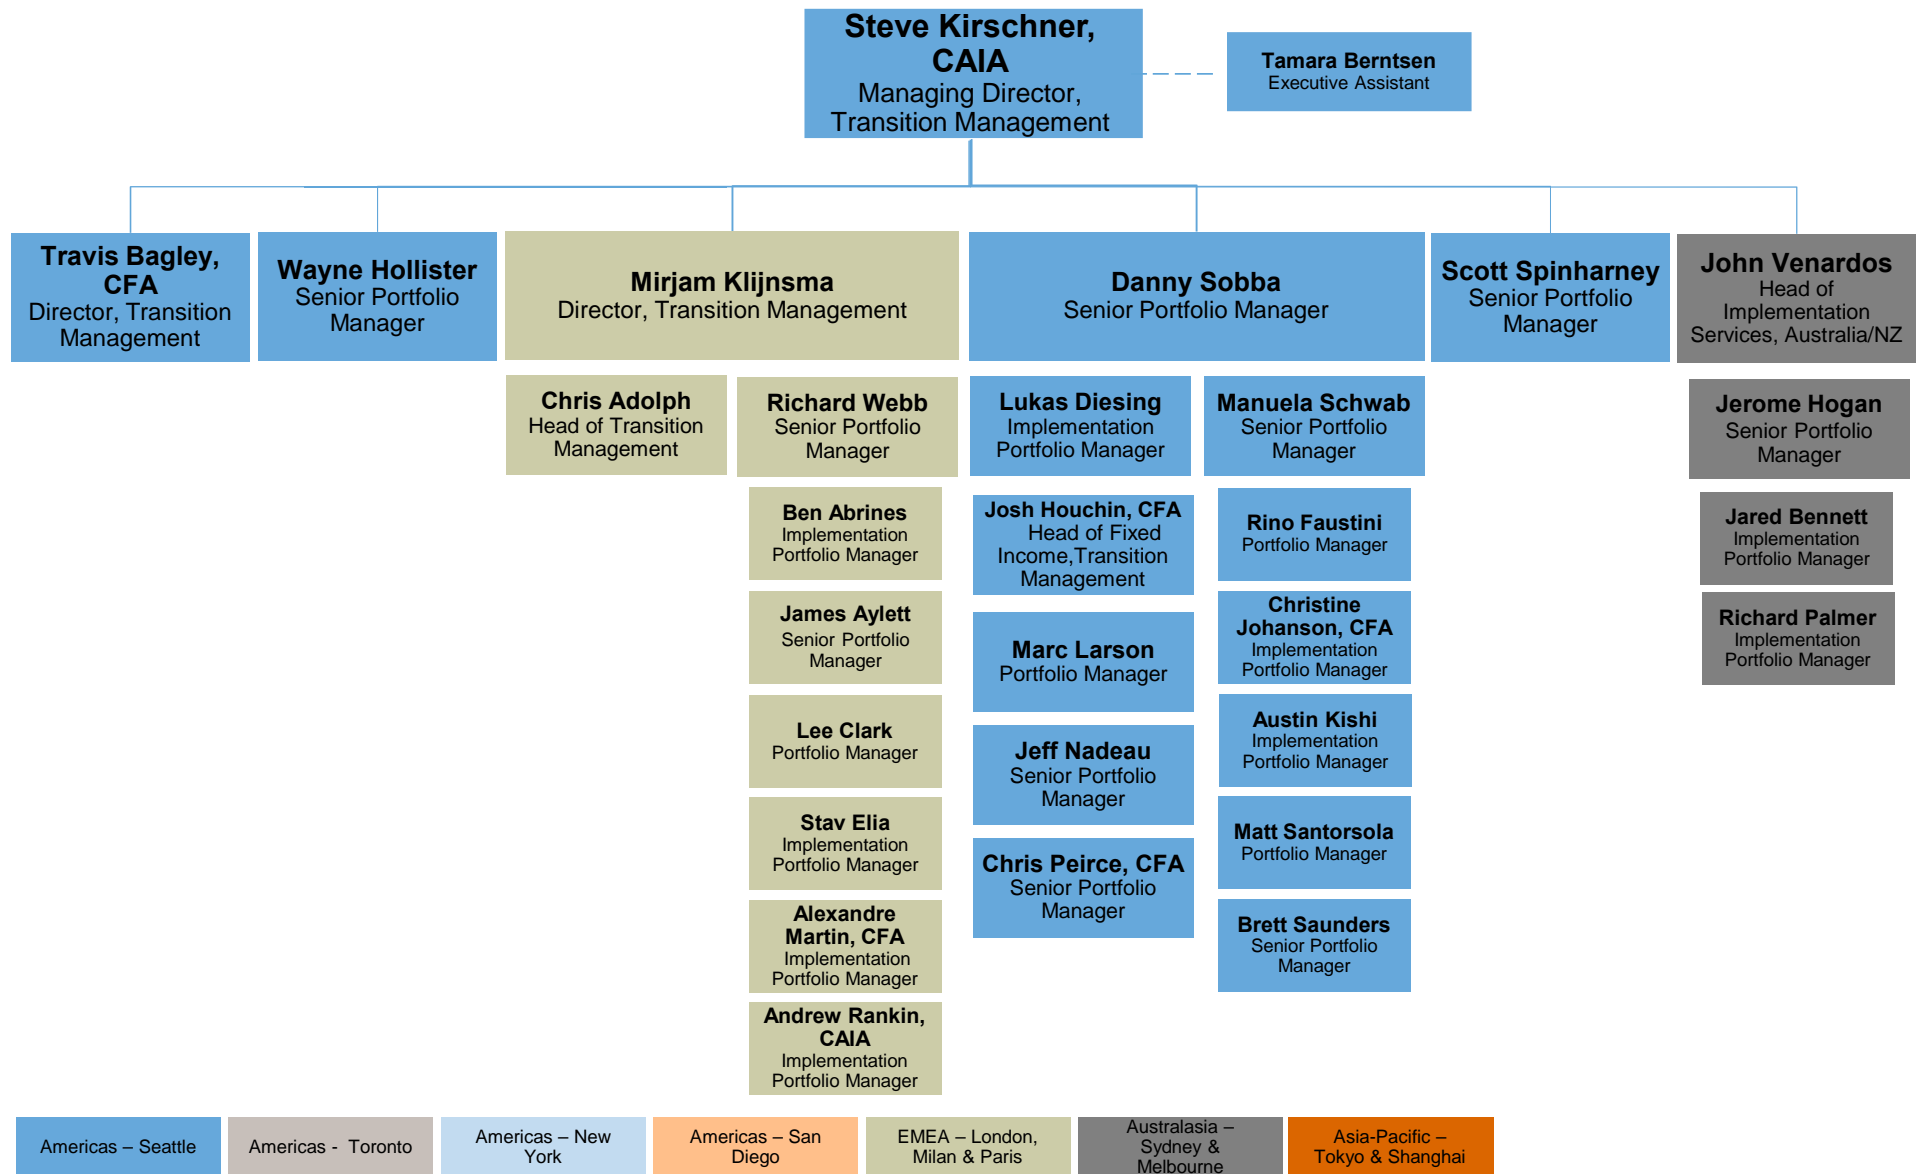 Steve Kirschner,
CAIA
Managing Director,
Transition Management
Tamara Berntsen
Executive Assistant
Travis Bagley,
CFA
Director, Transition
Management
Wayne Hollister
Senior Portfolio
Manager
Mirjam Klijnsma
Director, Transition Management
Danny Sobba
Senior Portfolio Manager
Scott Spinharney
Senior Portfolio
Manager
John Venardos
Head of
Implementation
Services, Australia/NZ
Chris Adolph
Head of Transition
Management
Richard Webb
Senior Portfolio
Manager
Lukas Diesing
Implementation
Portfolio Manager
Manuela Schwab
Senior Portfolio
Manager
Jerome Hogan
Senior Portfolio
Manager
Ben Abrines
Implementation
Portfolio Manager
Josh Houchin, CFA
Head of Fixed
Income,Transition
Management
Rino Faustini
Portfolio Manager
Jared Bennett
Implementation
Portfolio Manager
James Aylett
Senior Portfolio
Manager
Marc Larson
Portfolio Manager
Christine
Johanson, CFA
Implementation
Portfolio Manager
Richard Palmer
Implementation
Portfolio Manager
Lee Clark
Portfolio Manager
Jeff Nadeau
Senior Portfolio
Manager
Austin Kishi
Implementation
Portfolio Manager
Stav Elia
Implementation
Portfolio Manager
Chris Peirce, CFA
Senior Portfolio
Manager
Matt Santorsola
Portfolio Manager
Alexandre
Martin, CFA
Implementation
Portfolio Manager
Brett Saunders
Senior Portfolio
Manager
Andrew Rankin,
CAIA
Implementation
Portfolio Manager
Americas – Seattle
Americas - Toronto
Americas – New
York
Americas – San
Diego
EMEA – London,
Milan & Paris
Australasia –
Sydney &
Melbourne
Asia-Pacific –
Tokyo & Shanghai